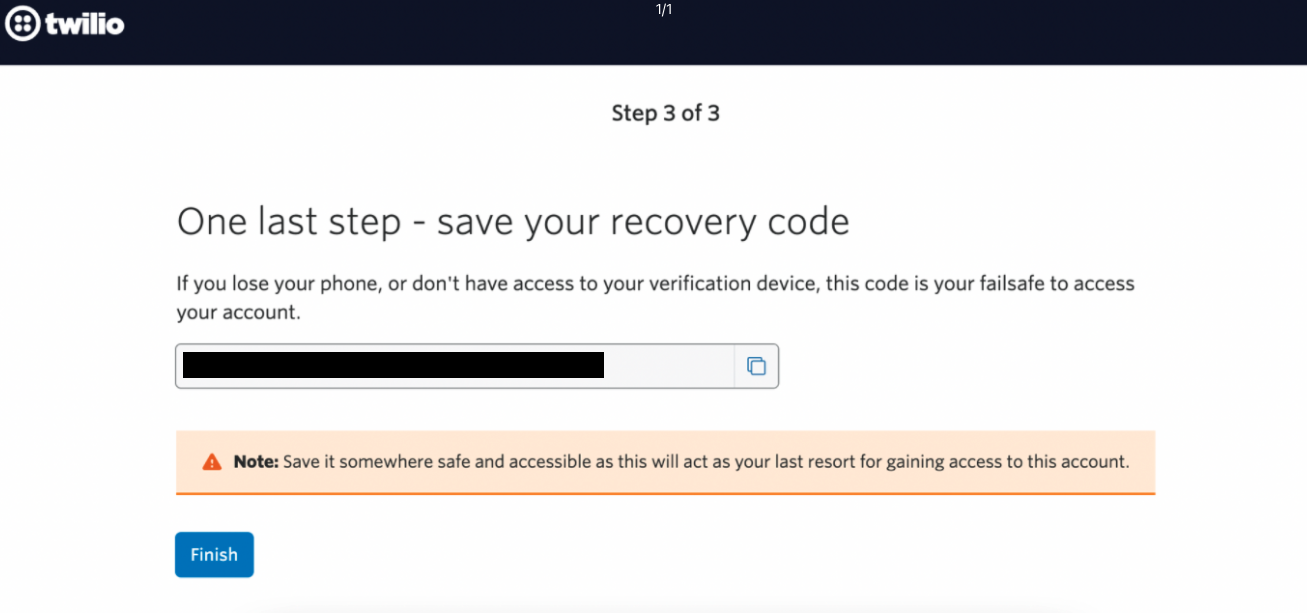 twilio
1/1
Step 3 of 3
One last step - save your recovery code
If you lose your phone, or don't have access to your verification device, this code is your failsafe to access
your account.
Note: Save it somewhere safe and accessible as this will act as your last resort for gaining access to this account.
Finish